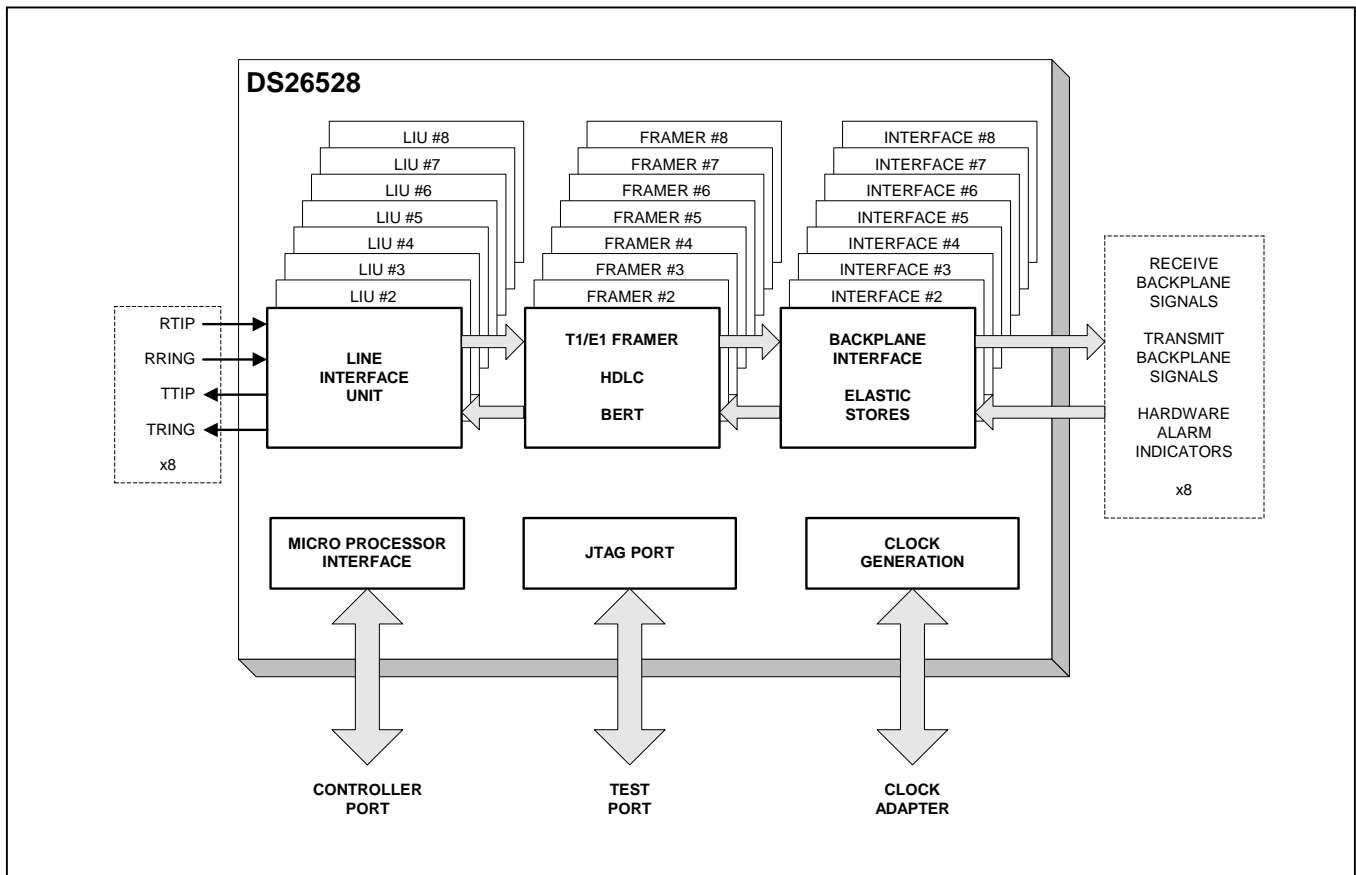 DS26528
LIU #8
LIU #7
LIU #6
LIU #5
LIU #4
LIU #3
LIU #2
LINE
INTERFACE
UNIT
FRAMER #8
FRAMER #7
FRAMER #6
FRAMER #5
FRAMER #4
FRAMER #3
FRAMER #2
T1/E1 FRAMER
HDLC
BERT
INTERFACE #8
INTERFACE #7
INTERFACE #6
INTERFACE #5
INTERFACE #4
INTERFACE #3
INTERFACE #2
BACKPLANE
INTERFACE
ELASTIC
STORES
RTIP
RRING
TTIP
TRING
x8
RECEIVE
BACKPLANE
SIGNALS
TRANSMIT
BACKPLANE
SIGNALS
HARDWARE
ALARM
INDICATORS
x8
MICRO PROCESSOR
INTERFACE
JTAG PORT
CLOCK
GENERATION
CONTROLLER
PORT
TEST
PORT
CLOCK
ADAPTER